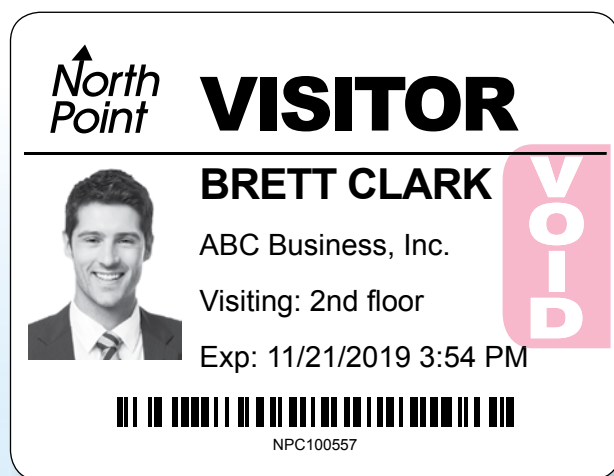 North
Point
VISITOR
BRETT CLARK
ABC Business, Inc.
Visiting: 2nd floor
Exp: 11/21/2019 3:54 PM
VOID
NPC100557